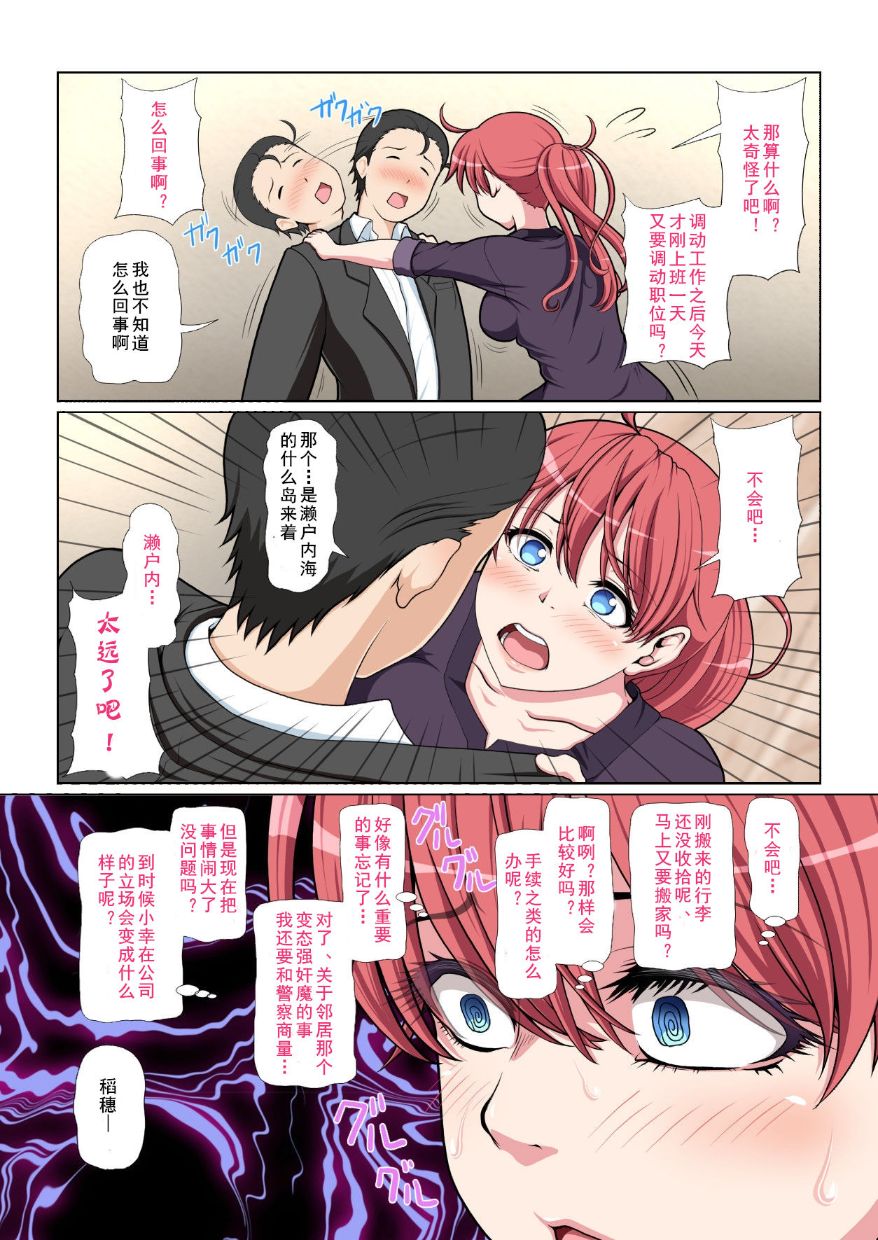 那算什么啊？
太奇怪了吧！
调动工作之后今天
才刚上班一天
又要调动职位吗？
ガクガク
怎么回事啊？
ガクガク
我也不知道
怎么回事啊
不会吧…
那个…是濑户内海
的什么岛来着
濑户内…
太远了吧！
不会吧…
刚搬来的行李
还没收拾呢、
马上又要搬家吗？
啊咧？那样会
比较好吗？
手续之类的怎么
办呢？
グルグル
好像有什么重要
的事忘记了…
对了、关于邻居那个
变态强奸魔的事
我还要和警察商量…
但是现在把
事情闹大了
没问题吗？
到时候小幸在公司
的立场会变成什么
样子呢？
グルグル
稻穗—